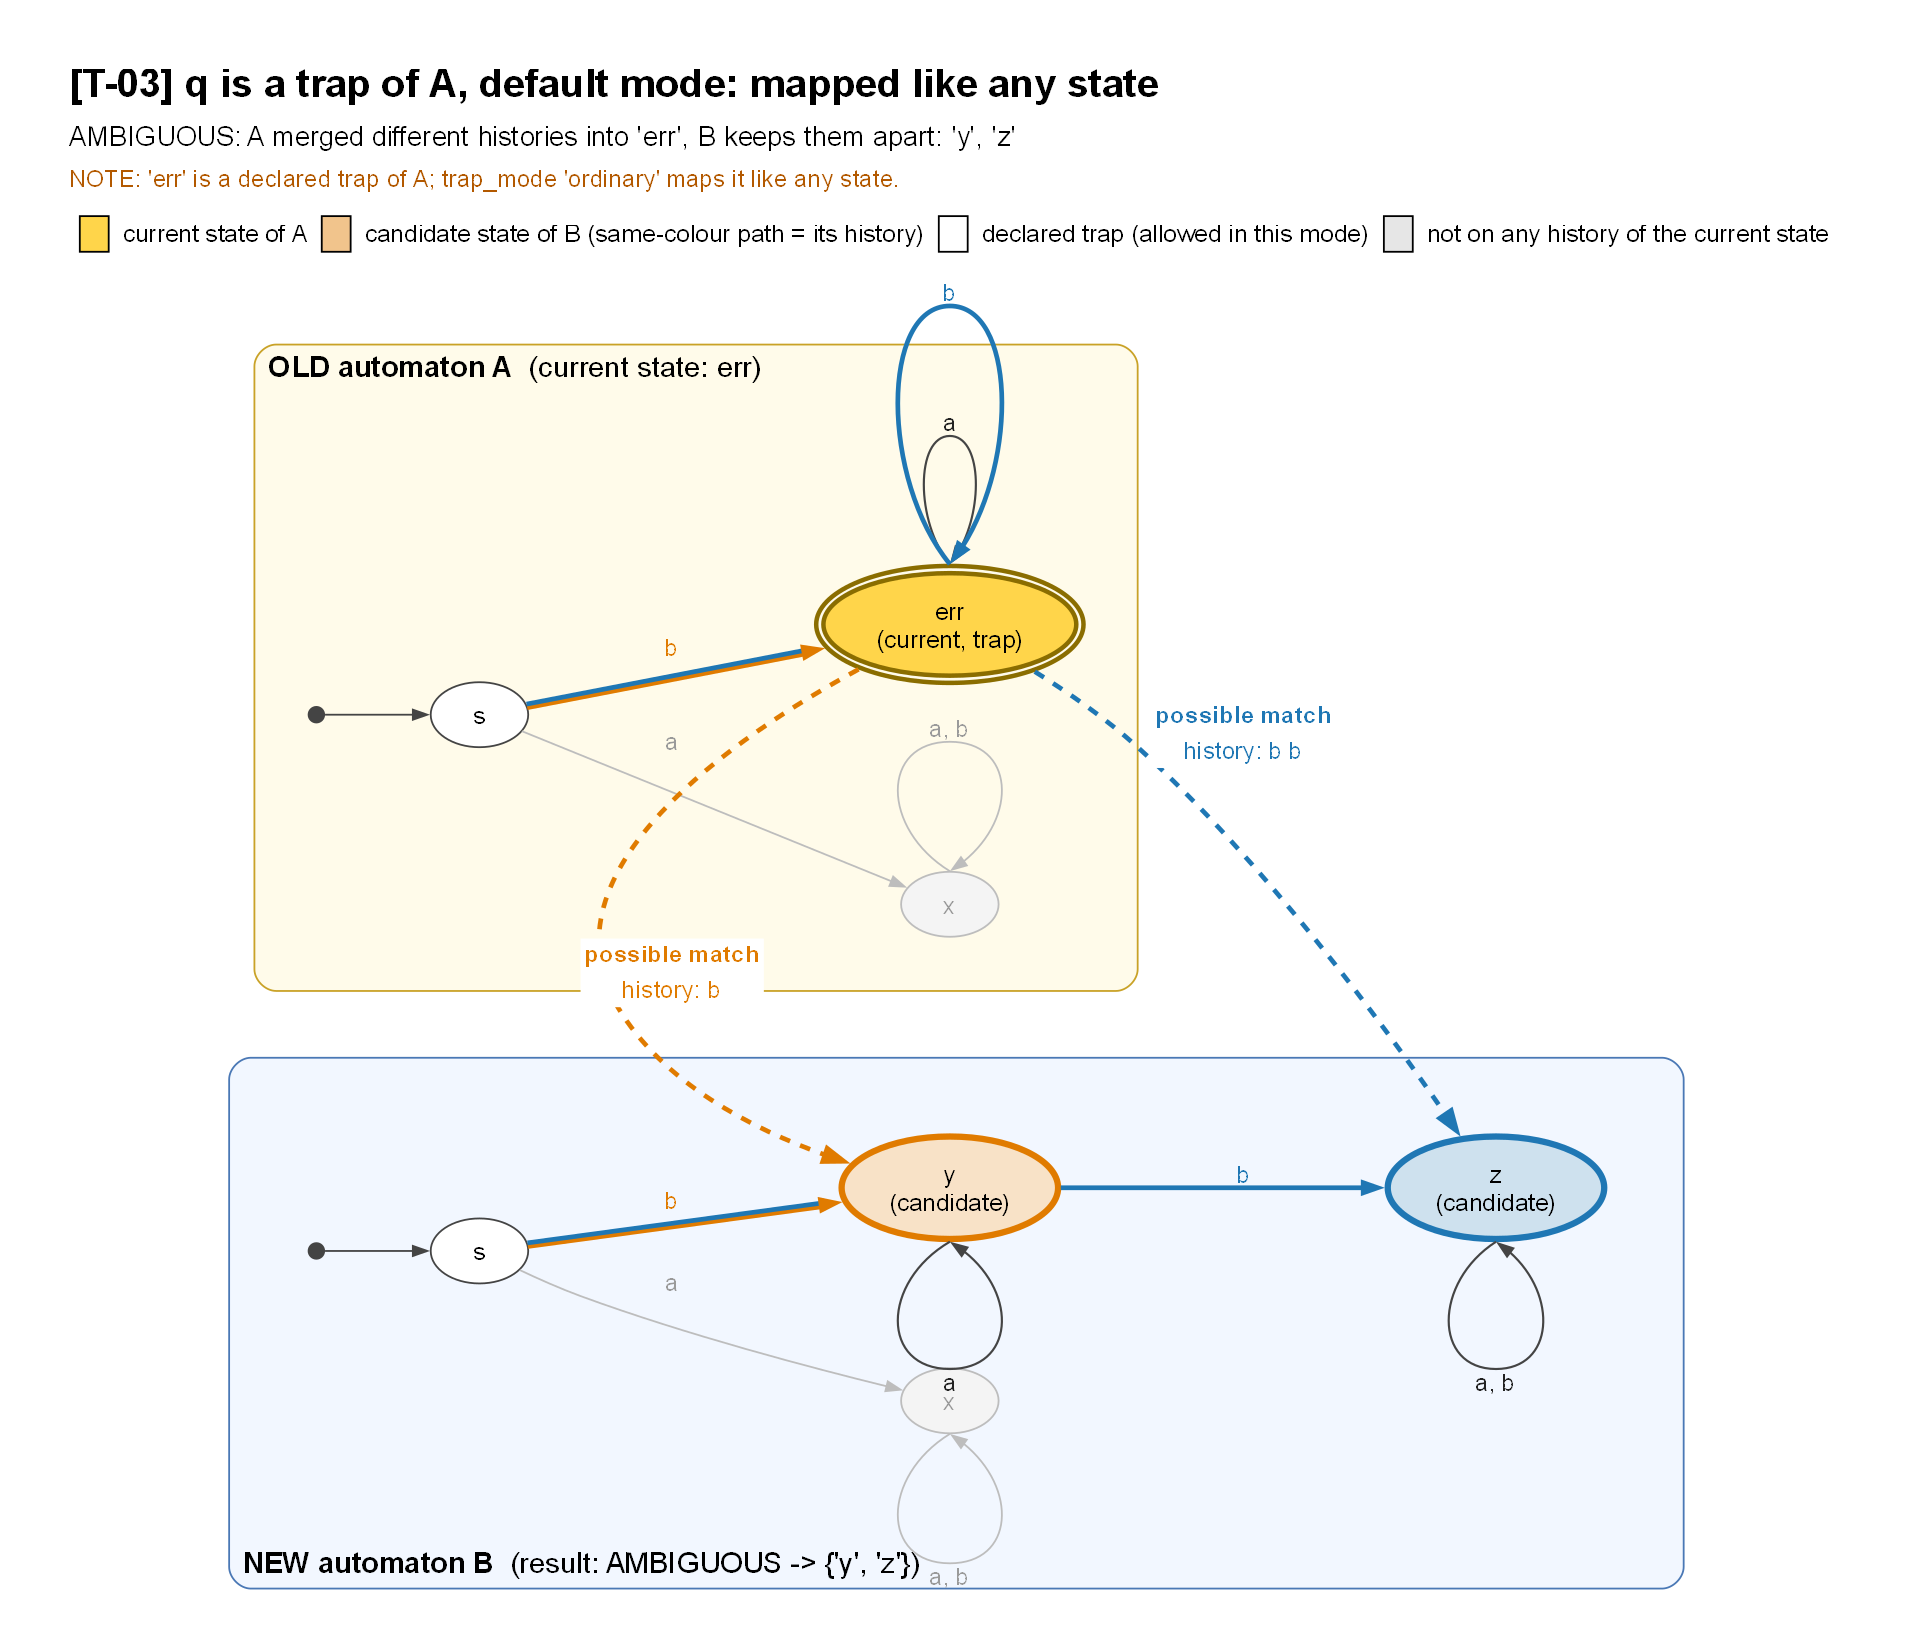 [T-03] q is a trap of A, default mode: mapped like any state
AMBIGUOUS: A merged different histories into 'err', B keeps them apart: 'y', 'z'
NOTE: 'err' is a declared trap of A; trap_mode 'ordinary' maps it like any state.
current state of A
candidate state of B (same-colour path = its history)
declared trap (allowed in this mode)
not on any history of the current state
b
OLD automaton A (current state: err)
a
err
(current, trap)
b
s
a
a, b
possible match
history: b b
x
possible match
history: b
y
(candidate)
b
z
(candidate)
b
s
a
a
x
a, b
NEW automaton B (result: AMBIGUOUS -> {'y', 'z'})
a, b